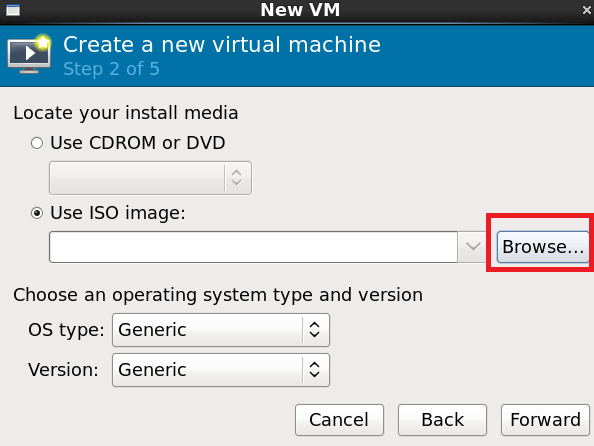 New VM
Create a new virtual machine
Step 2 of 5
Locate your install media
Use CDROM or DVD
Use ISO image:
Browse...
Choose an operating system type and version
OS type: Generic
Version: Generic
Cancel Back Forward